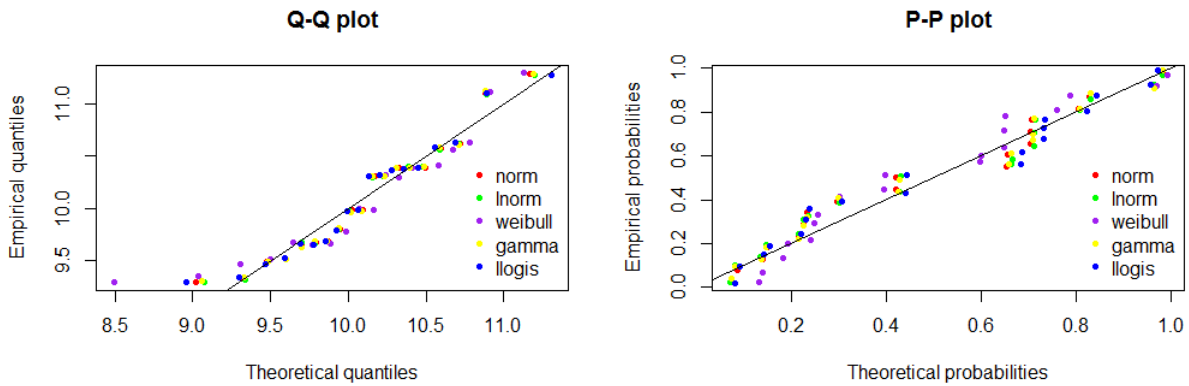 Q-Q plot
Empirical quantiles
11.0
10.0
9.5
norm
lnorm
weibull
gamma
llogis
8.5 9.0 9.5 10.0 10.5 11.0
Theoretical quantiles
P-P plot
Empirical probabilities
1.0
0.8
0.6
0.4
0.2
0.0
norm
lnorm
weibull
gamma
llogis
0.2 0.4 0.6 0.8 1.0
Theoretical probabilities